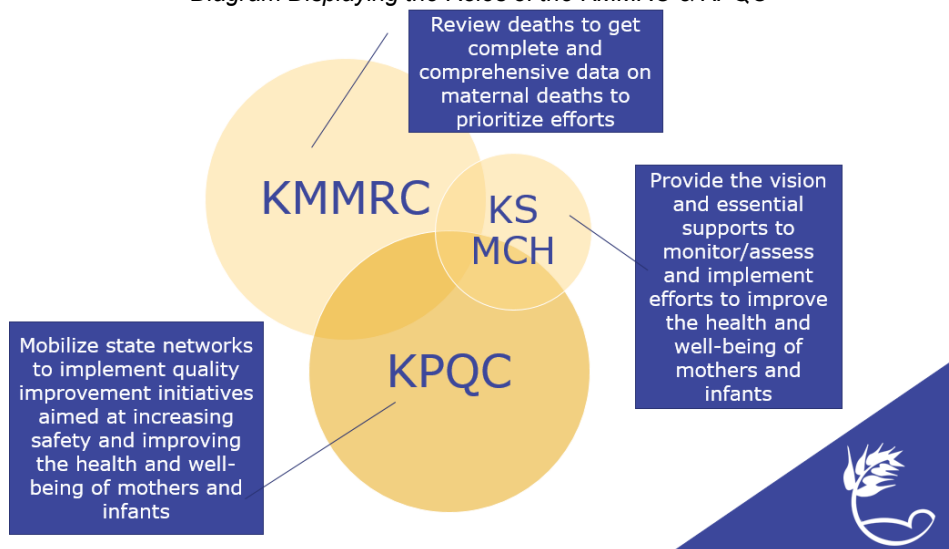 Review deaths to get
complete and
comprehensive data on
maternal deaths to
prioritize efforts
KMMRC
KS
MCH
Provide the vision
and essential
supports to
monitor/assess
and implement
efforts to improve
the health and
well-being of
mothers and
infants
Mobilize state networks
to implement quality
improvement initiatives
aimed at increasing
safety and improving
the health and well-
being of mothers and
infants
KPQC